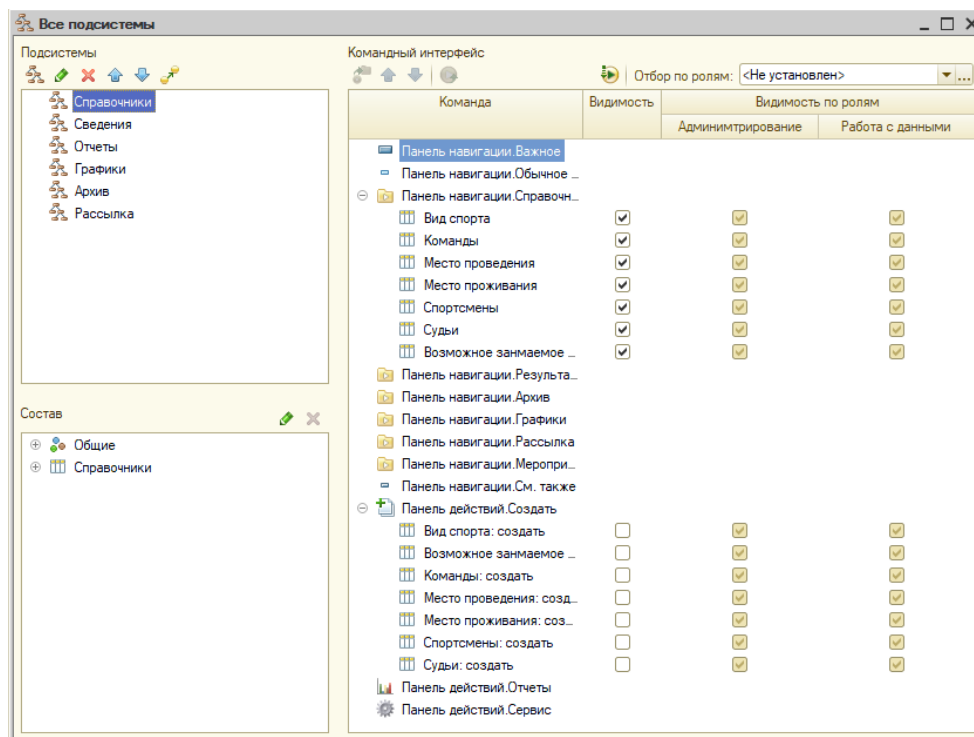 Все подсистемы
Подсистемы
Справочники
Сведения
Отчеты
Графики
Архив
Рассылка
Состав
Общие
Справочники
Командный интерфейс
Отбор по ролям: <Не установлен>
Команда Видимость Видимость по ролям
Админимтрирование Работа с данными
Панель навигации.Важное
Панель навигации.Обычное ...
Панель навигации.Справочн...
Вид спорта
Команды
Место проведения
Место проживания
Спортсмены
Судьи
Возможное занмаемое ...
Панель навигации.Результа...
Панель навигации.Архив
Панель навигации.Графики
Панель навигации.Рассылка
Панель навигации.Меропри...
Панель навигации.См. также
Панель действий.Создать
Вид спорта: создать
Возможное занмаемое ...
Команды: создать
Место проведения: созд...
Место проживания: соз...
Спортсмены: создать
Судьи: создать
Панель действий.Отчеты
Панель действий.Сервис